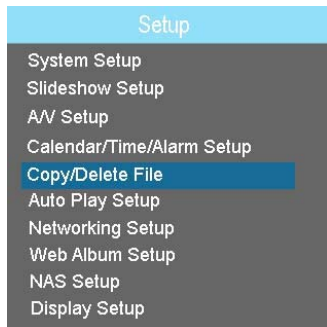 Setup
System Setup
Slideshow Setup
A/V Setup
Calendar/Time/Alarm Setup
Copy/Delete File
Auto Play Setup
Networking Setup
Web Album Setup
NAS Setup
Display Setup